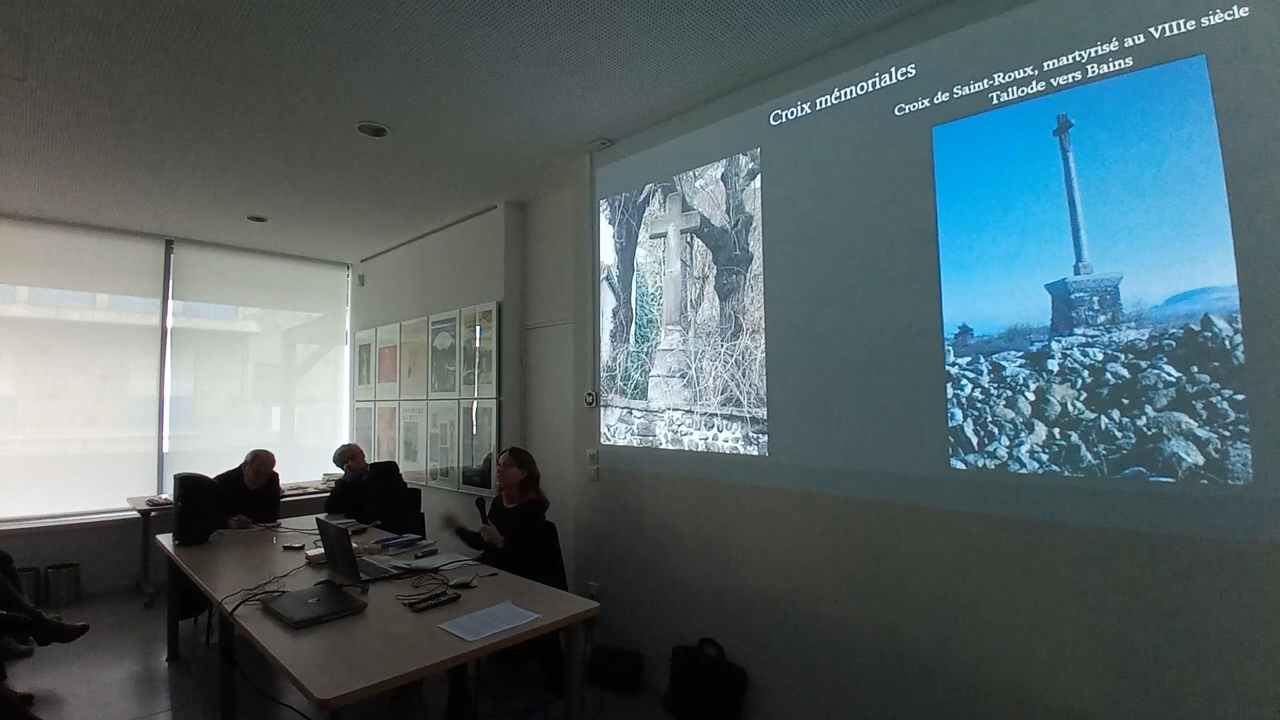 Croix mémoriales
Croix de Saint-Roux, martyrisé au VIIIe siècle
Tallode vers Bains